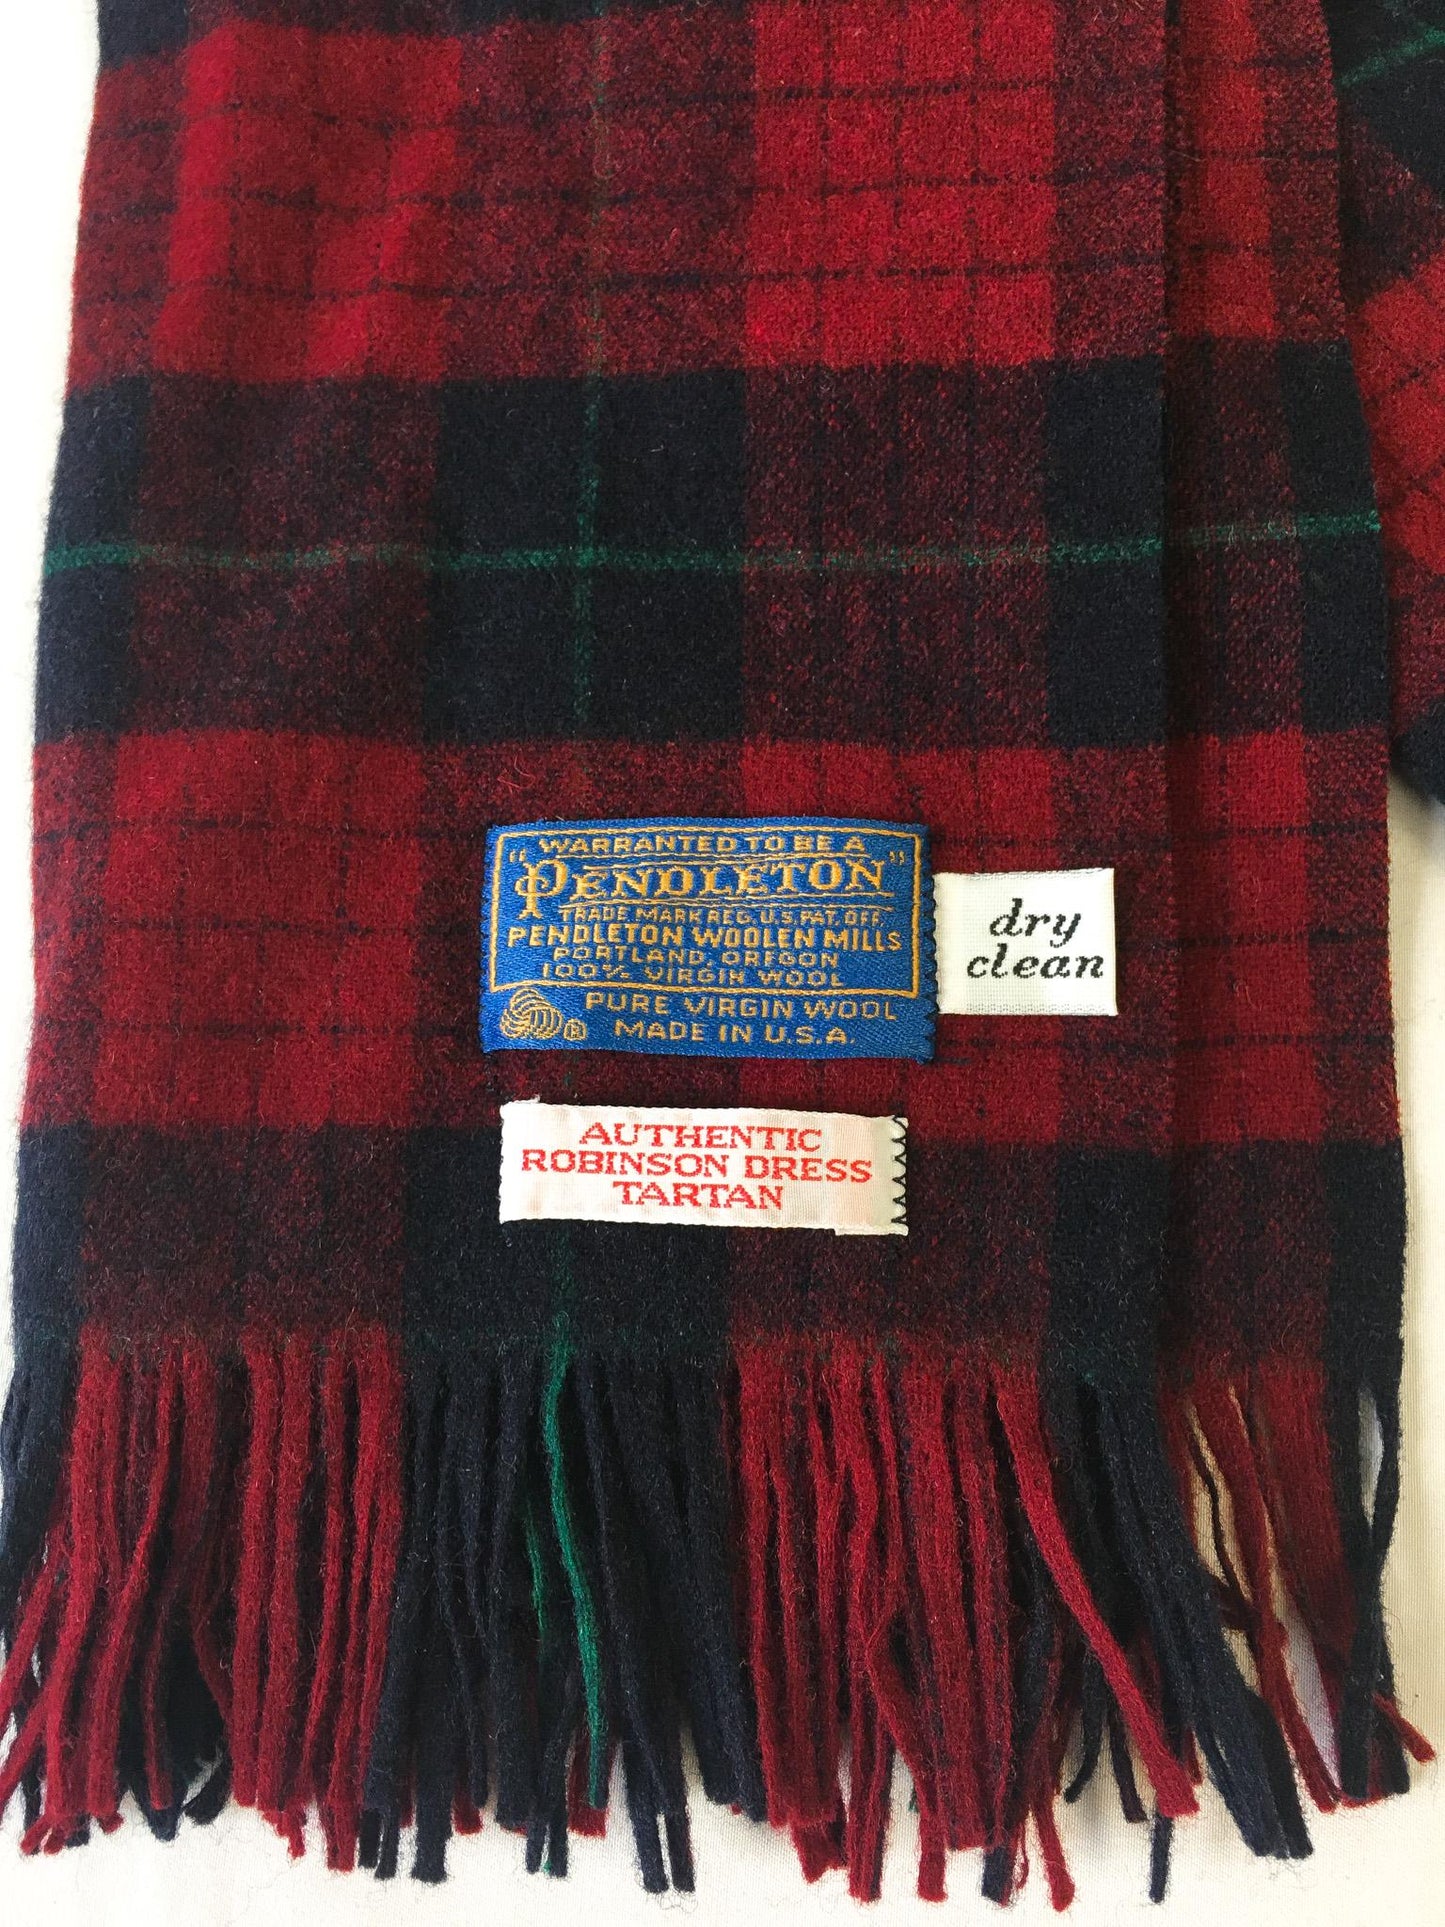 WARRANTED TO BE A
"PENDLETON"
TRADE MARK REG. U.S. PAT. OFF.
PENDLETON WOOLEN MILLS
PORTLAND, OREGON
100% VIRGIN WOOL
PURE VIRGIN WOOL
® MADE IN U.S.A.
dry
clean
AUTHENTIC
ROBINSON DRESS
TARTAN